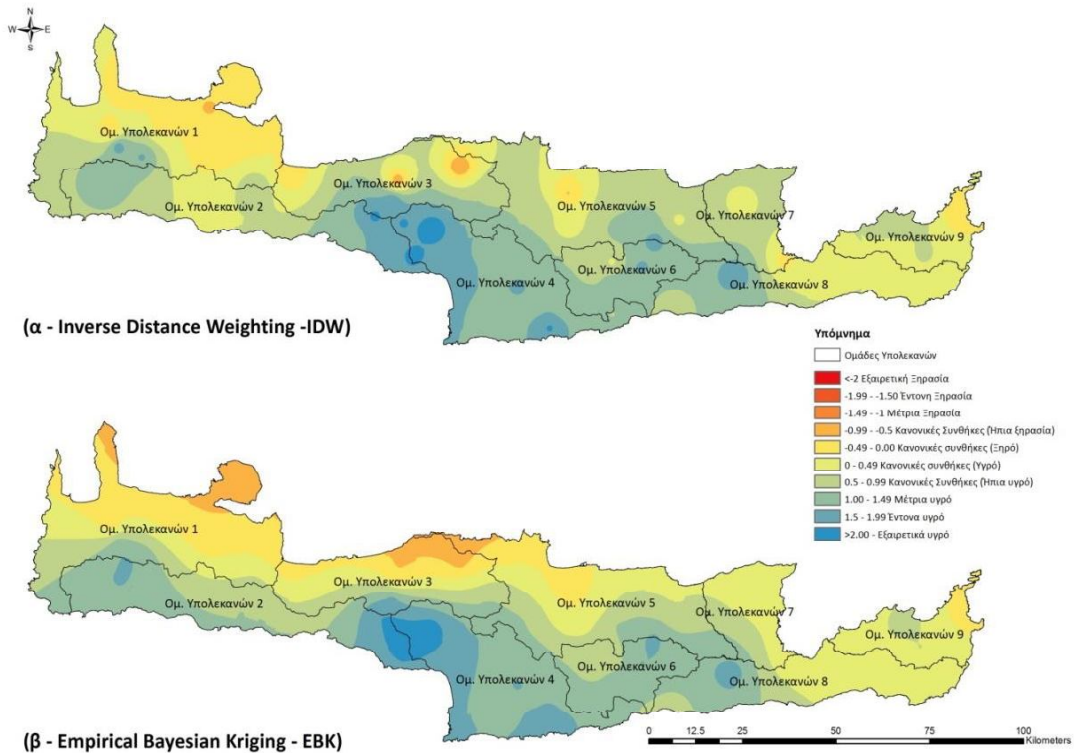 N
W E
S
Ομ. Υπολεκανών 1
Ομ. Υπολεκανών 2
Ομ. Υπολεκανών 3
Ομ. Υπολεκανών 4
Ομ. Υπολεκανών 5
Ομ. Υπολεκανών 6
Ομ. Υπολεκανών 7
Ομ. Υπολεκανών 8
Ομ. Υπολεκανών 9
(α - Inverse Distance Weighting -IDW)
Υπόμνημα
Ομάδες Υπολεκανών
<-2 Εξαιρετική Ξηρασία
-1.99 - -1.50 Έντονη Ξηρασία
-1.49 - -1 Μέτρια Ξηρασία
-0.99 - -0.5 Κανονικές Συνθήκες (Ήπια ξηρασία)
-0.49 - 0.00 Κανονικές συνθήκες (Ξηρό)
0 - 0.49 Κανονικές συνθήκες (Υγρό)
0.5 - 0.99 Κανονικές Συνθήκες (Ήπια υγρό)
1.00 - 1.49 Μέτρια υγρό
1.5 - 1.99 Έντονα υγρό
>2.00 - Εξαιρετικά υγρό
Ομ. Υπολεκανών 1
Ομ. Υπολεκανών 2
Ομ. Υπολεκανών 3
Ομ. Υπολεκανών 4
Ομ. Υπολεκανών 5
Ομ. Υπολεκανών 6
Ομ. Υπολεκανών 7
Ομ. Υπολεκανών 8
Ομ. Υπολεκανών 9
(β - Empirical Bayesian Kriging - EBK)
0 12.5 25 50 75 100
Kilometers